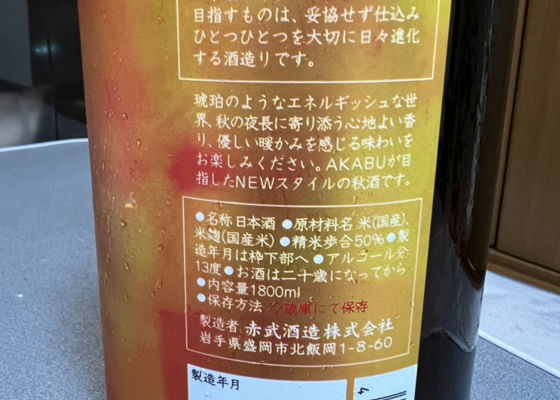 目指すものは、妥協せず仕込み
ひとつひとつを大切に日々進化
する酒造りです。
琥珀のようなエネルギッシュな世
界、秋の夜長に寄り添う心地よい香
り、優しい暖かみを感じる味わいを
お楽しみください。AKABUが目
指したNEWスタイルの秋酒です。
●名称 日本酒 ●原材料名 米(国産)、
米麹(国産米) ●精米歩合50% ●製
造年月は枠下部へ ●アルコール分
13度 ●お酒は二十歳になってから
●内容量1800ml
●保存方法 冷蔵庫にて保存
製造者 赤武酒造株式会社
岩手県盛岡市北飯岡1-8-60
製造年月